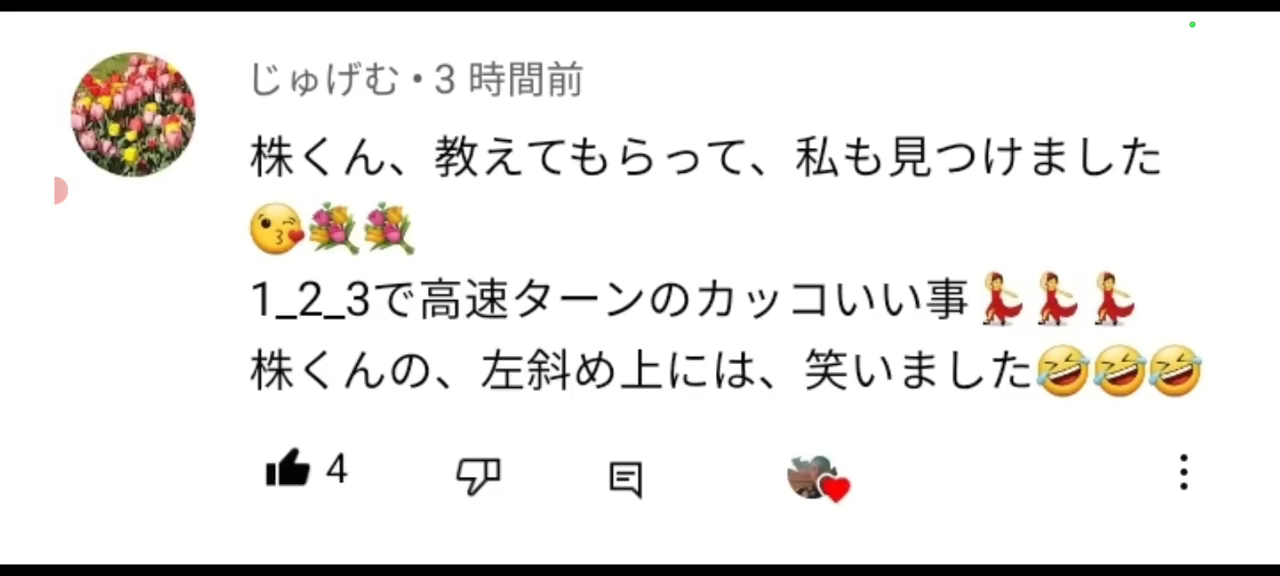 じゅげむ • 3 時間前
株くん、教えてもらって、私も見つけました
😘💐💐
1_2_3で高速ターンのカッコいい事💃💃💃
株くんの、左斜め上には、笑いました🤣🤣🤣
4